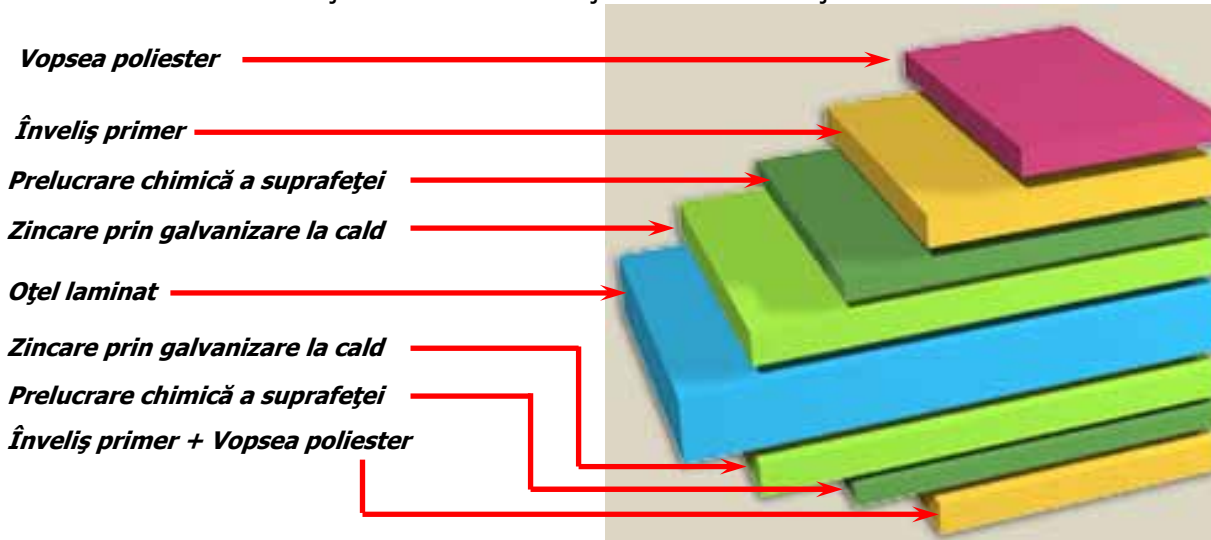 Vopsea poliester
Înveliş primer
Prelucrare chimică a suprafeţei
Zincare prin galvanizare la cald
Oţel laminat
Zincare prin galvanizare la cald
Prelucrare chimică a suprafeţei
Înveliş primer + Vopsea poliester